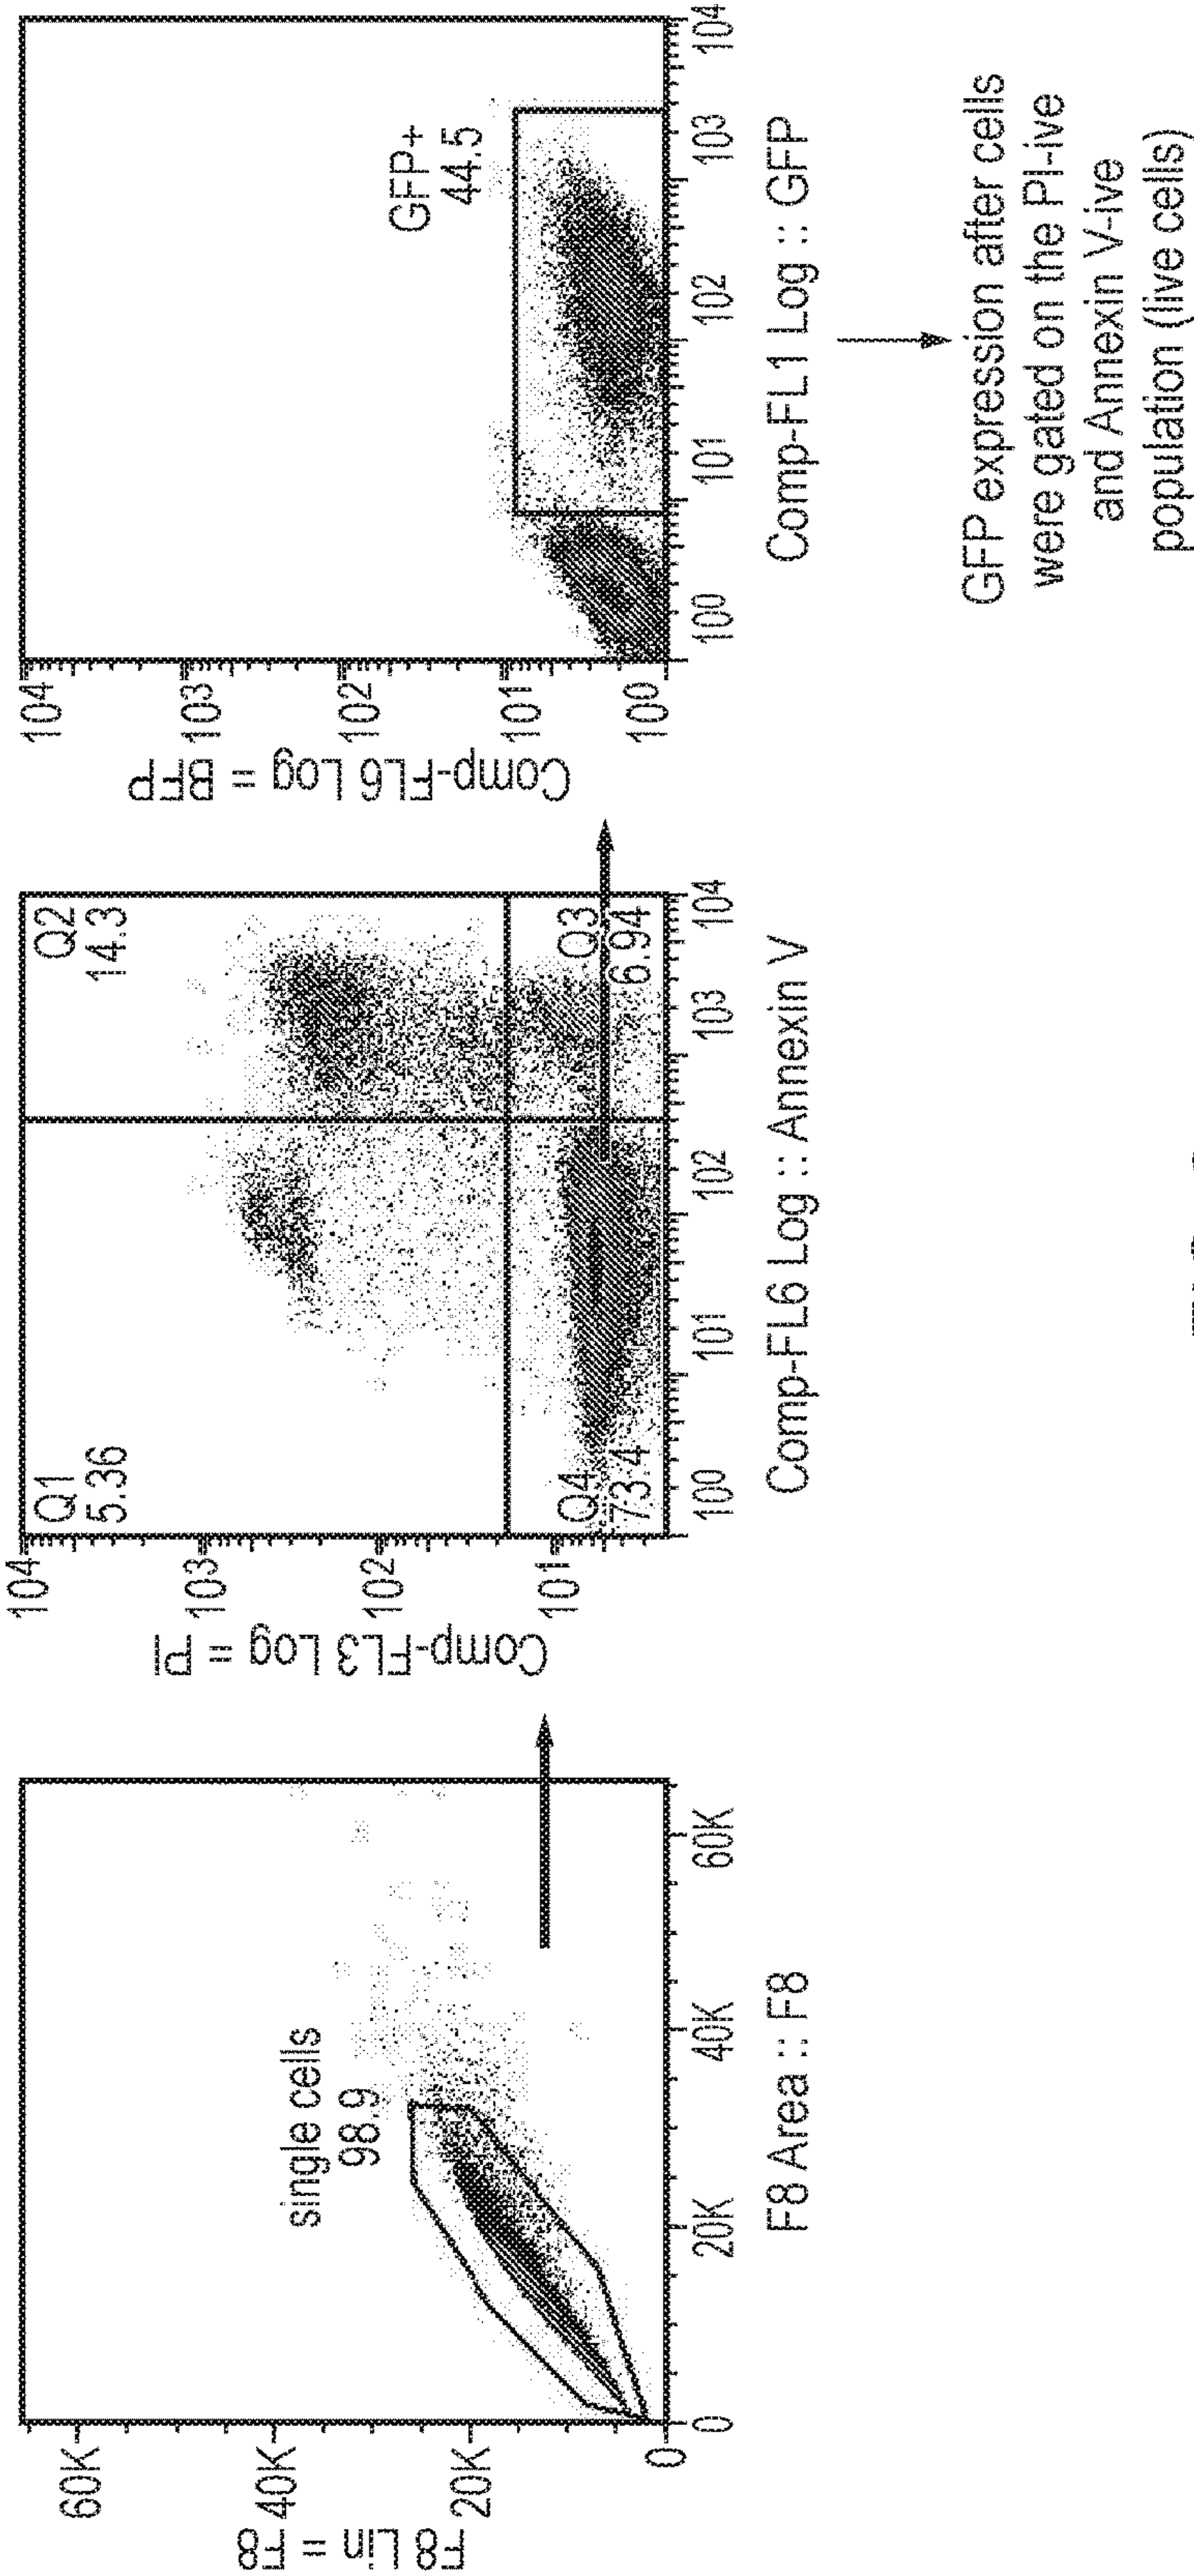 60K
40K
20K
0
F8 Lin = F8
single cells
98.9
0
20K
40K
60K
F8 Area :: F8
104
103
102
101
Comp-FL3 Log = PI
Q1
5.36
Q2
14.3
Q4
73.4
Q3
6.94
100
101
102
103
104
Comp-FL6 Log :: Annexin V
104
103
102
101
100
Comp-FL6 Log = BFP
GFP+
44.5
100
101
102
103
104
Comp-FL1 Log :: GFP
GFP expression after cells
were gated on the PI-ive
and Annexin V-ive
population (live cells)